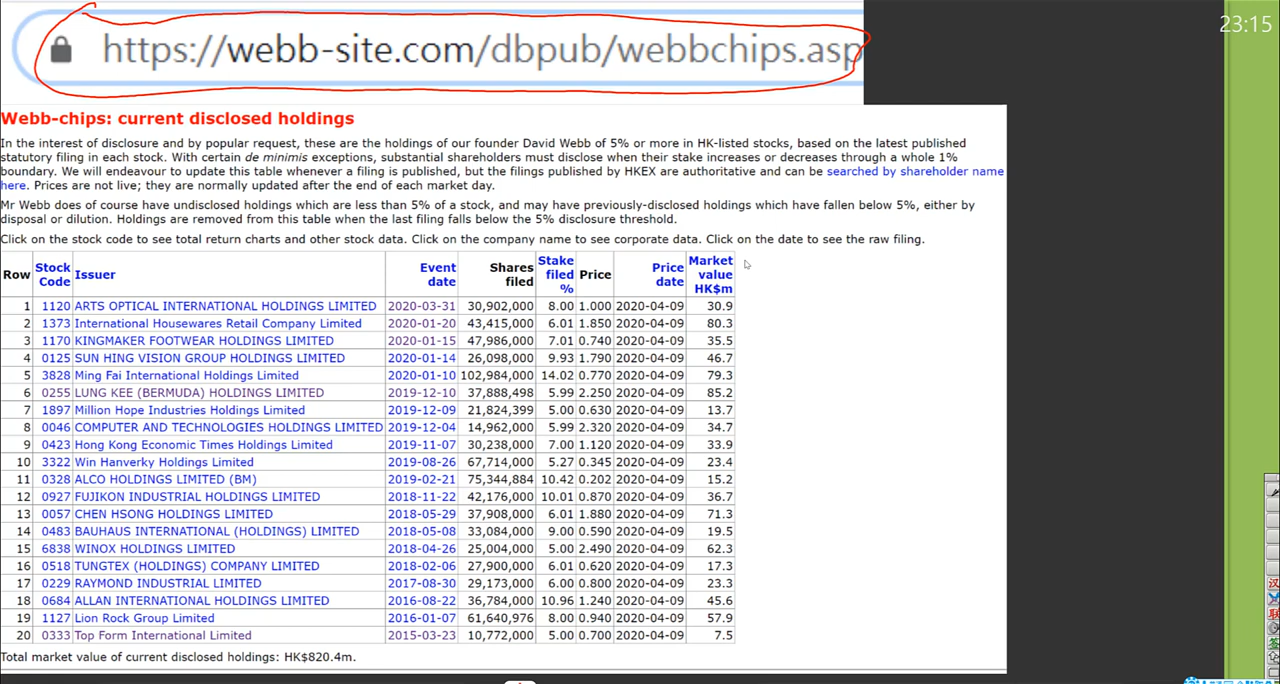 23:15
https://webb-site.com/dbpub/webbchips.asp
Webb-chips: current disclosed holdings
In the interest of disclosure and by popular request, these are the holdings of our founder David Webb of 5% or more in HK-listed stocks, based on the latest published
statutory filing in each stock. With certain de minimis exceptions, substantial shareholders must disclose when their stake increases or decreases through a whole 1%
boundary. We will endeavour to update this table whenever a filing is published, but the filings published by HKEX are authoritative and can be searched by shareholder name
here. Prices are not live; they are normally updated after the end of each market day.
Mr Webb does of course have undisclosed holdings which are less than 5% of a stock, and may have previously-disclosed holdings which have fallen below 5%, either by
disposal or dilution. Holdings are removed from this table when the last filing falls below the 5% disclosure threshold.
Click on the stock code to see total return charts and other stock data. Click on the company name to see corporate data. Click on the date to see the raw filing.
Row Stock Code Issuer Event date Shares filed Stake filed % Price Price date Market value HK$m
1 1120 ARTS OPTICAL INTERNATIONAL HOLDINGS LIMITED 2020-03-31 30,902,000 8.00 1.000 2020-04-09 30.9
2 1373 International Housewares Retail Company Limited 2020-01-20 43,415,000 6.01 1.850 2020-04-09 80.3
3 1170 KINGMAKER FOOTWEAR HOLDINGS LIMITED 2020-01-15 47,986,000 7.01 0.740 2020-04-09 35.5
4 0125 SUN HING VISION GROUP HOLDINGS LIMITED 2020-01-14 26,098,000 9.93 1.790 2020-04-09 46.7
5 3828 Ming Fai International Holdings Limited 2020-01-10 102,984,000 14.02 0.770 2020-04-09 79.3
6 0255 LUNG KEE (BERMUDA) HOLDINGS LIMITED 2019-12-10 37,888,498 5.99 2.250 2020-04-09 85.2
7 1897 Million Hope Industries Holdings Limited 2019-12-09 21,824,399 5.00 0.630 2020-04-09 13.7
8 0046 COMPUTER AND TECHNOLOGIES HOLDINGS LIMITED 2019-12-04 14,962,000 5.99 2.320 2020-04-09 34.7
9 0423 Hong Kong Economic Times Holdings Limited 2019-11-07 30,238,000 7.00 1.120 2020-04-09 33.9
10 3322 Win Hanverky Holdings Limited 2019-08-26 67,714,000 5.27 0.345 2020-04-09 23.4
11 0328 ALCO HOLDINGS LIMITED (BM) 2019-02-21 75,344,884 10.42 0.202 2020-04-09 15.2
12 0927 FUJIKON INDUSTRIAL HOLDINGS LIMITED 2018-11-22 42,176,000 10.01 0.870 2020-04-09 36.7
13 0057 CHEN HSONG HOLDINGS LIMITED 2018-05-29 37,908,000 6.01 1.880 2020-04-09 71.3
14 0483 BAUHAUS INTERNATIONAL (HOLDINGS) LIMITED 2018-05-08 33,084,000 9.00 0.590 2020-04-09 19.5
15 6838 WINOX HOLDINGS LIMITED 2018-04-26 25,004,000 5.00 2.490 2020-04-09 62.3
16 0518 TUNGTEX (HOLDINGS) COMPANY LIMITED 2018-02-06 27,900,000 6.01 0.620 2020-04-09 17.3
17 0229 RAYMOND INDUSTRIAL LIMITED 2017-08-30 29,173,000 6.00 0.800 2020-04-09 23.3
18 0684 ALLAN INTERNATIONAL HOLDINGS LIMITED 2016-08-22 36,784,000 10.96 1.240 2020-04-09 45.6
19 1127 Lion Rock Group Limited 2016-01-07 61,640,976 8.00 0.940 2020-04-09 57.9
20 0333 Top Form International Limited 2015-03-23 10,772,000 5.00 0.700 2020-04-09 7.5
Total market value of current disclosed holdings: HK$820.4m.